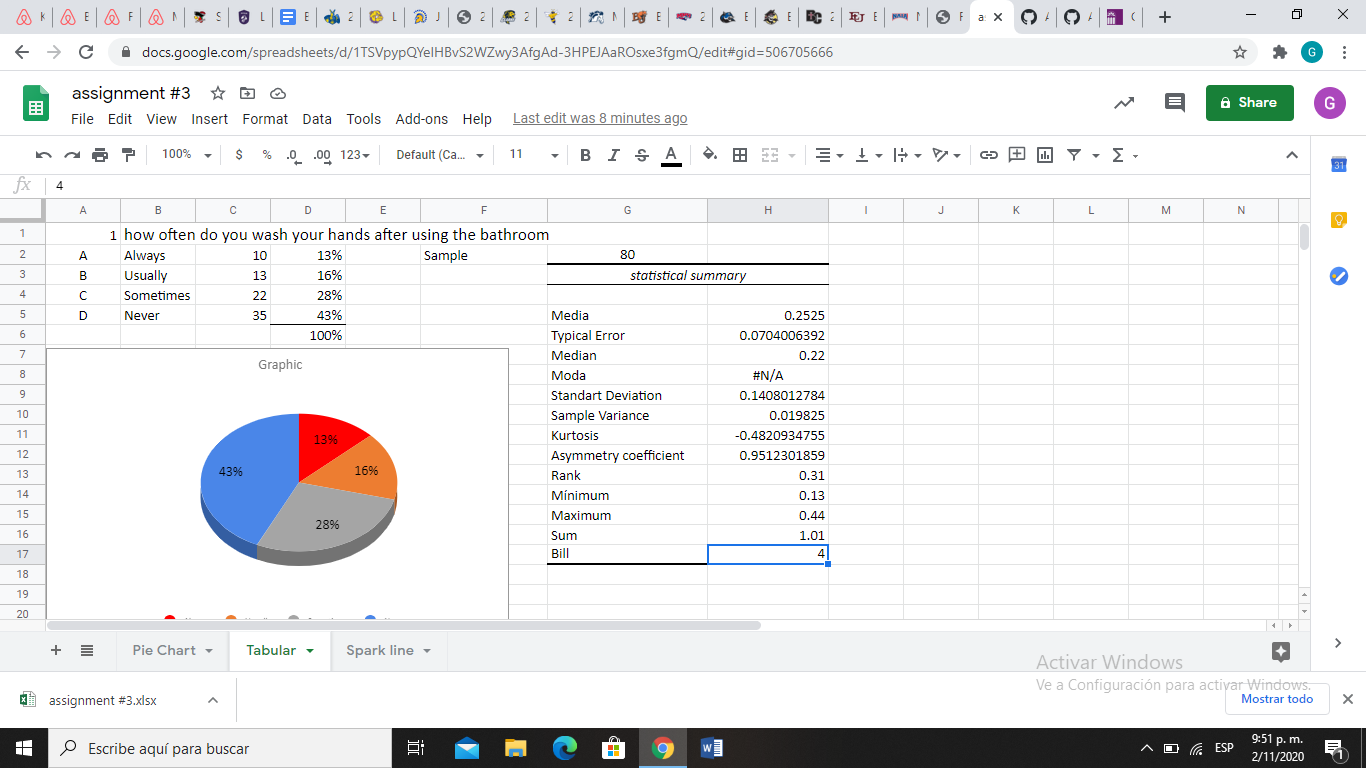 docs.google.com/spreadsheets/d/1TSVpypQYelHBvS2WZwy3AfgAd-3HPEJAaROsxe3fgmQ/edit#gid=506705666
assignment #3
File Edit View Insert Format Data Tools Add-ons Help Last edit was 8 minutes ago
Share
G
100% $ % .0 .00 123 Default (Ca... 11 B I S A
fx 4
A B C D E F G H I J K L M N
1 1 how often do you wash your hands after using the bathroom
2 A Always 10 13% Sample 80
3 B Usually 13 16% statistical summary
4 C Sometimes 22 28%
5 D Never 35 43% Media 0.2525
6 100% Typical Error 0.0704006392
7 Median 0.22
8 Moda #N/A
9 Standart Deviation 0.1408012784
10 Sample Variance 0.019825
11 Kurtosis -0.4820934755
12 Asymmetry coefficient 0.9512301859
13 Rank 0.31
14 Mínimum 0.13
15 Maximum 0.44
16 Sum 1.01
17 Bill 4
18
19
20
Graphic
13%
16%
28%
43%
Pie Chart Tabular Spark line
Activar Windows
Ve a Configuración para activar Windows.
assignment #3.xlsx
Mostrar todo
Escribe aquí para buscar
ESP
9:51 p. m.
2/11/2020
1
31